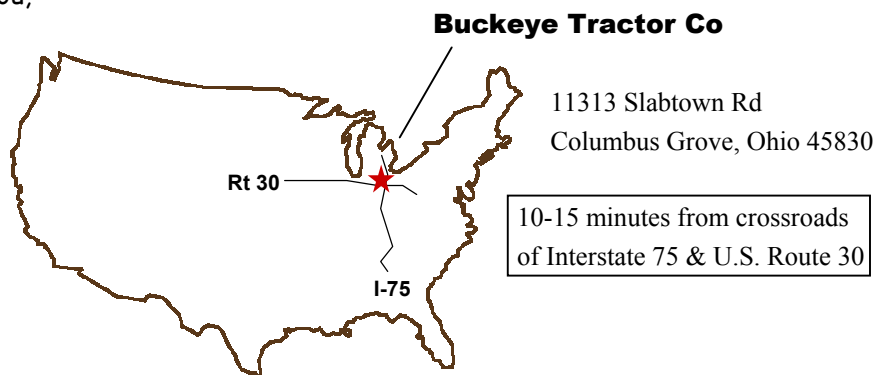 Buckeye Tractor Co
11313 Slabtown Rd
Columbus Grove, Ohio 45830
Rt 30
10-15 minutes from crossroads
of Interstate 75 & U.S. Route 30
I-75